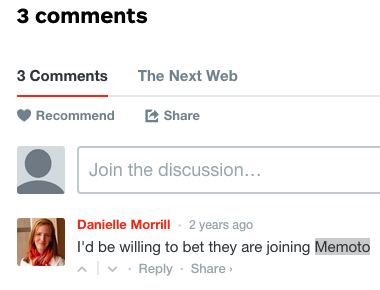 3 comments
3 Comments The Next Web
Recommend Share
Join the discussion…
Danielle Morrill · 2 years ago
I'd be willing to bet they are joining Memoto
· Reply · Share ›